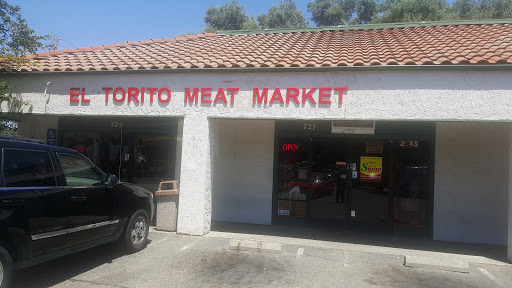 EL TORITO MEAT MARKET
727
OPEN